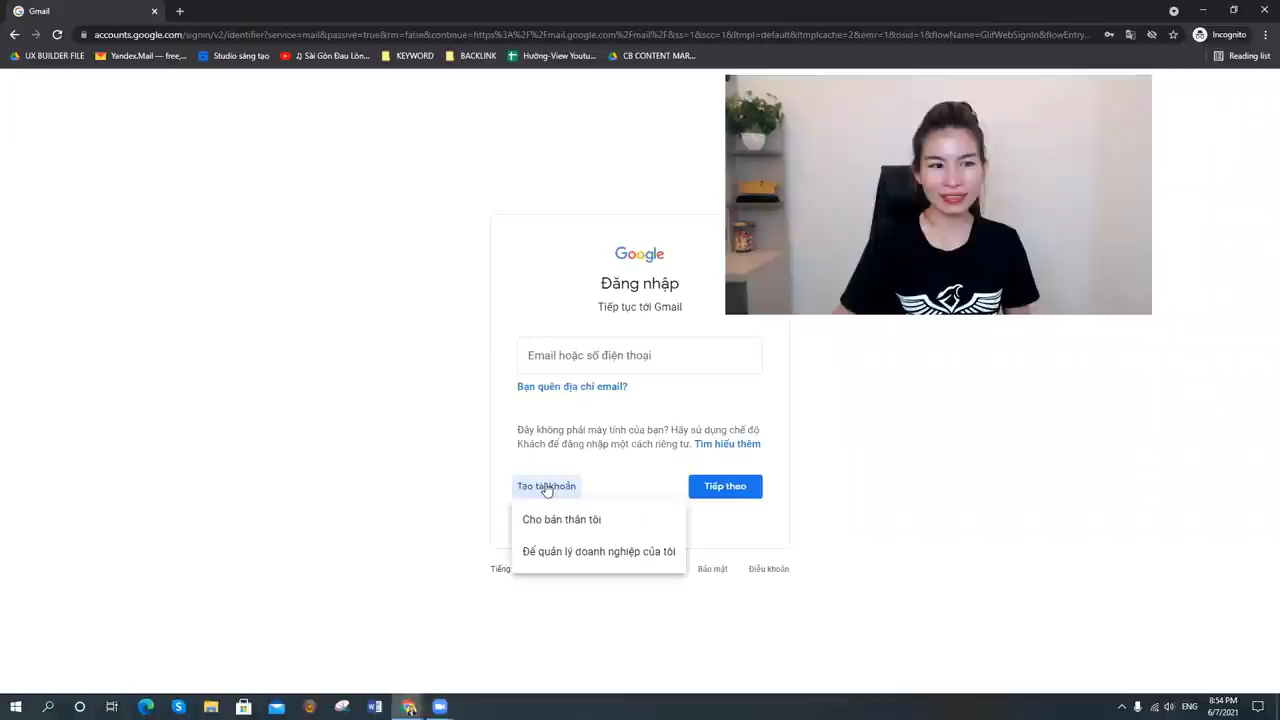 Gmail
accounts.google.com/signin/v2/identifier?service=mail&passive=true&rm=false&continue=https%3A%2F%2Fmail.google.com%2Fmail%2F&ss=1&scc=1&ltmpl=default&ltmplcache=2&emr=1&osid=1&flowName=GlifWebSignIn&flowEntry...
Incognito
UX BUILDER FILE
Yandex.Mail — free,...
Studio sáng tạo
♫ Sài Gòn Đau Lòn...
KEYWORD
BACKLINK
Hường-View Youtu...
CB CONTENT MAR...
Reading list
Google
Đăng nhập
Tiếp tục tới Gmail
Email hoặc số điện thoại
Bạn quên địa chỉ email?
Đây không phải máy tính của bạn? Hãy sử dụng chế độ
Khách để đăng nhập một cách riêng tư. Tìm hiểu thêm
Tạo tài khoản
Tiếp theo
Cho bản thân tôi
Để quản lý doanh nghiệp của tôi
Tiếng
Bảo mật
Điều khoản
ENG
8:54 PM
6/7/2021